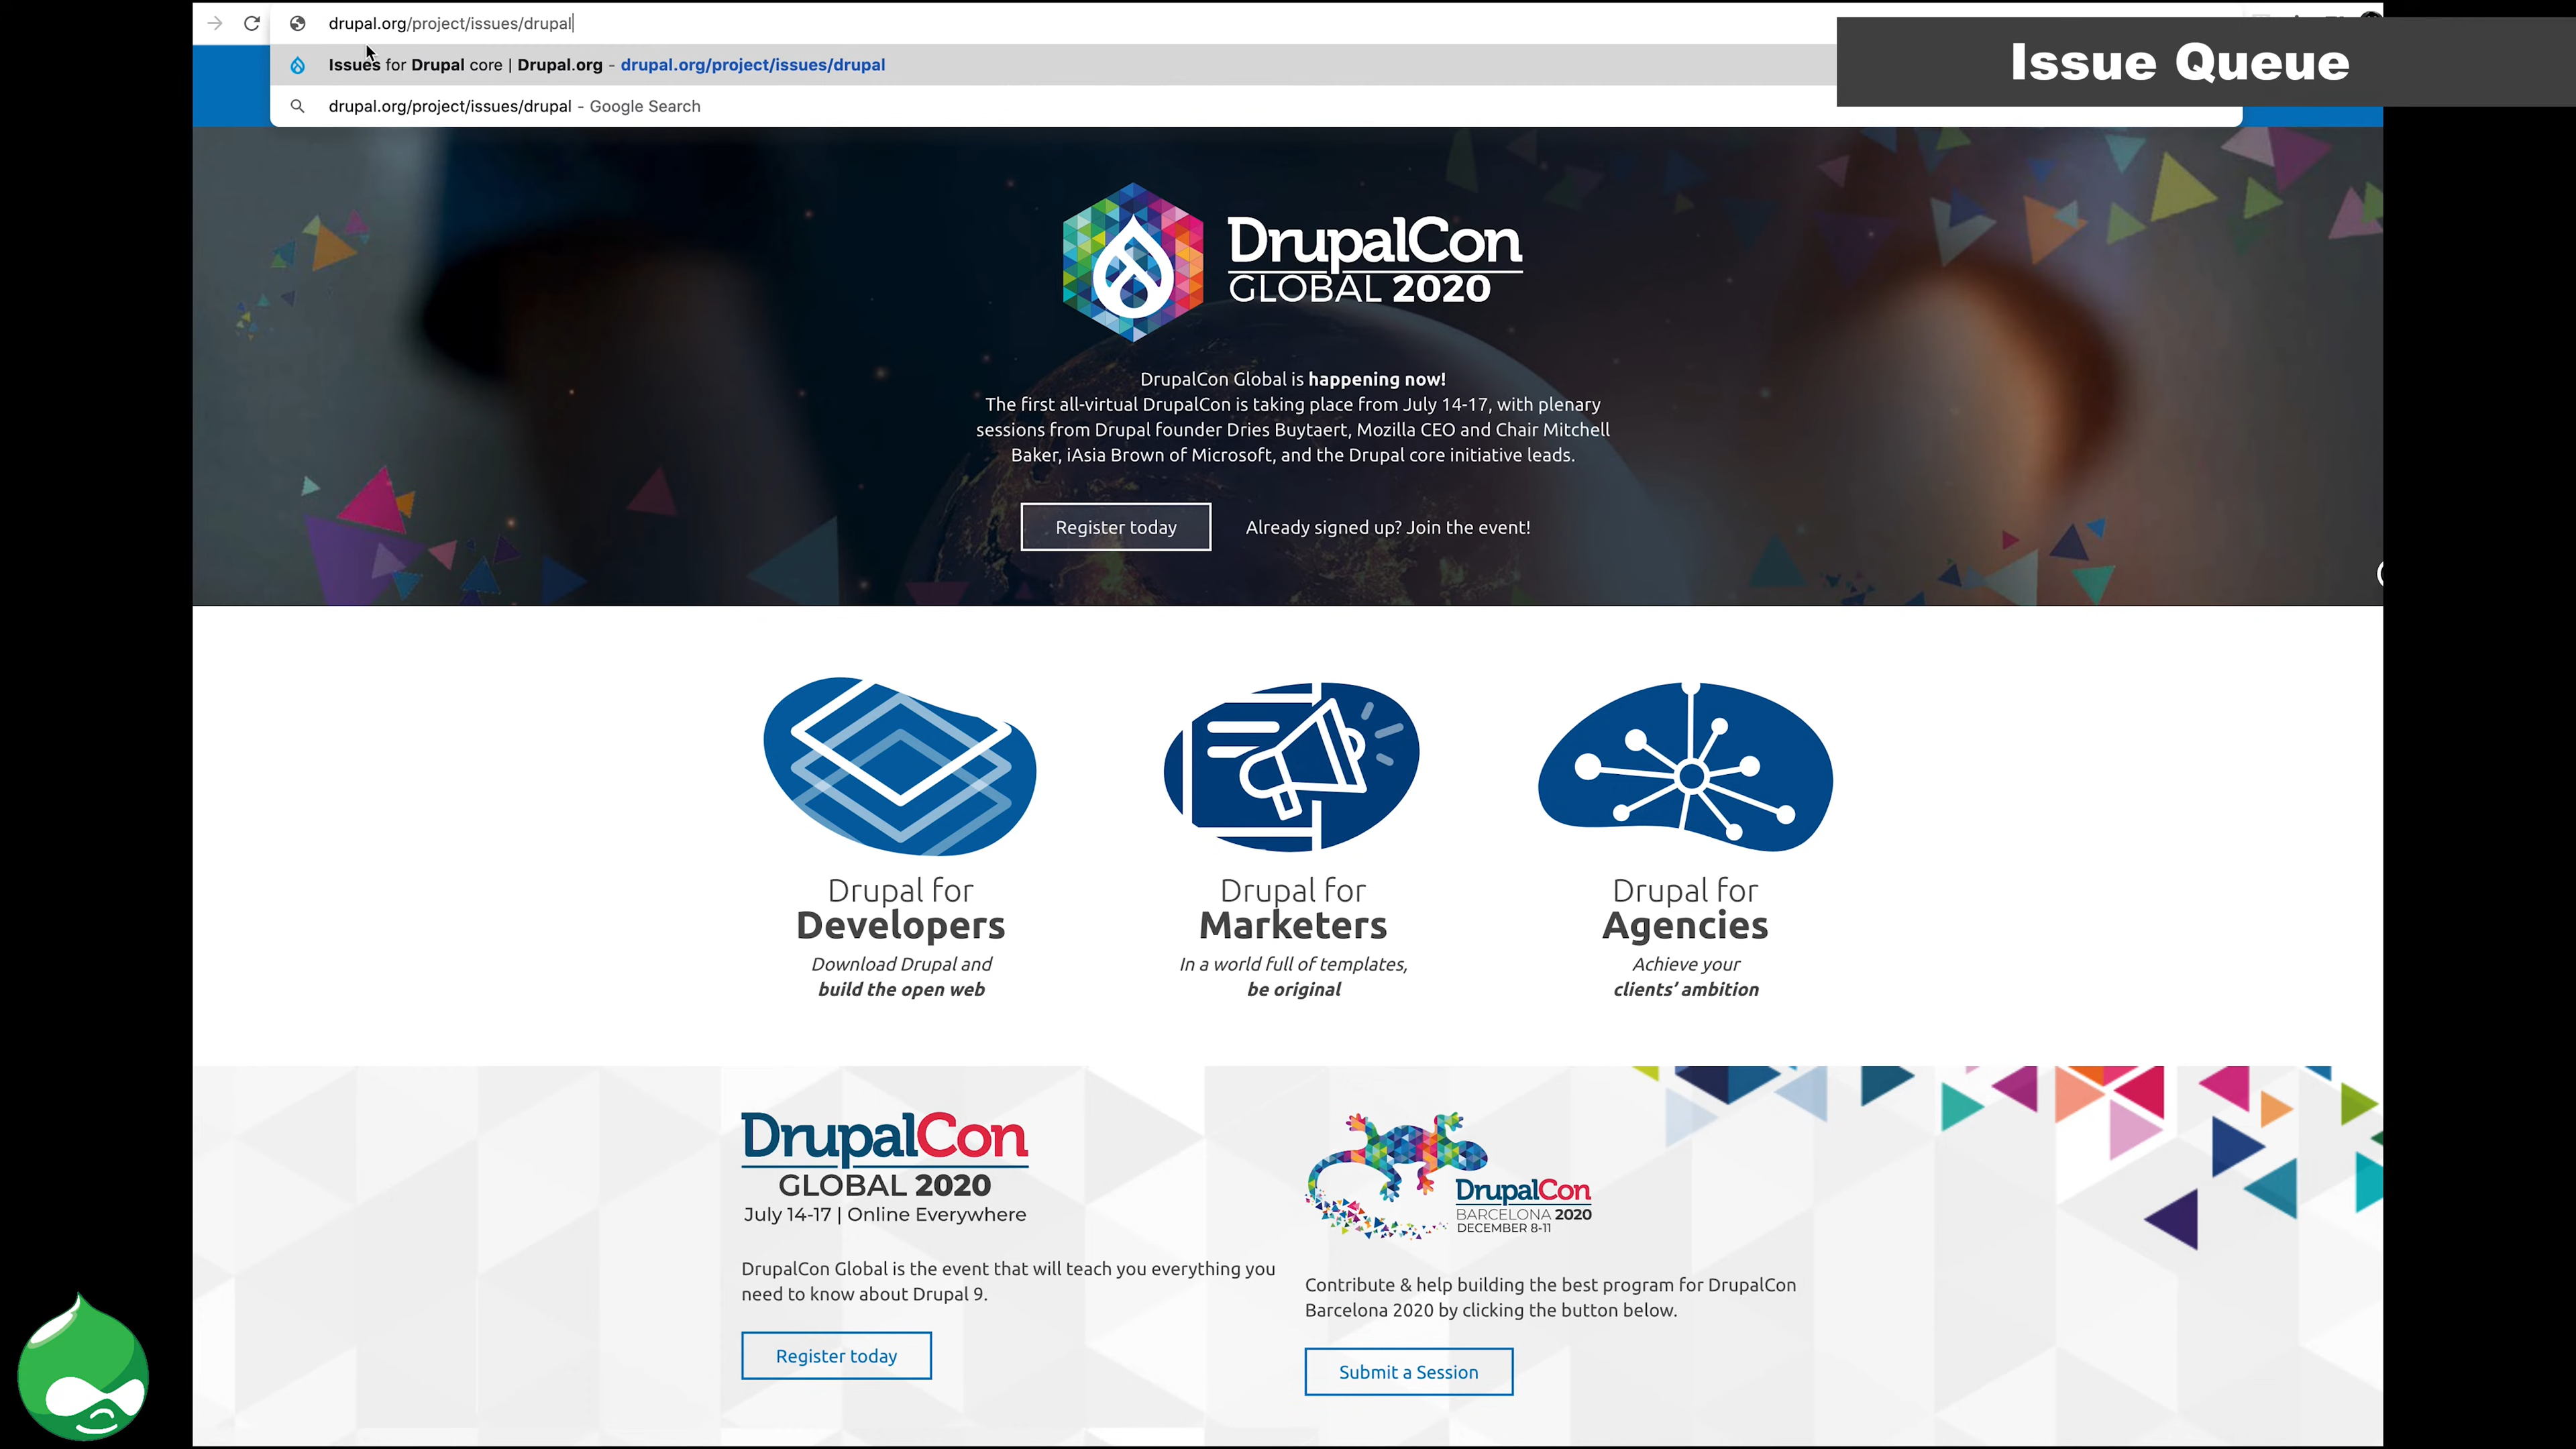 drupal.org/project/issues/drupal
Issues for Drupal core | Drupal.org - drupal.org/project/issues/drupal
drupal.org/project/issues/drupal - Google Search
Issue Queue
DrupalCon
GLOBAL 2020
DrupalCon Global is happening now!
The first all-virtual DrupalCon is taking place from July 14-17, with plenary
sessions from Drupal founder Dries Buytaert, Mozilla CEO and Chair Mitchell
Baker, iAsia Brown of Microsoft, and the Drupal core initiative leads.
Register today
Already signed up? Join the event!
Drupal for
Developers
Download Drupal and
build the open web
Drupal for
Marketers
In a world full of templates,
be original
Drupal for
Agencies
Achieve your
clients’ ambition
DrupalCon
GLOBAL 2020
July 14-17 | Online Everywhere
DrupalCon Global is the event that will teach you everything you
need to know about Drupal 9.
Register today
DrupalCon
BARCELONA 2020
DECEMBER 8-11
Contribute & help building the best program for DrupalCon
Barcelona 2020 by clicking the button below.
Submit a Session